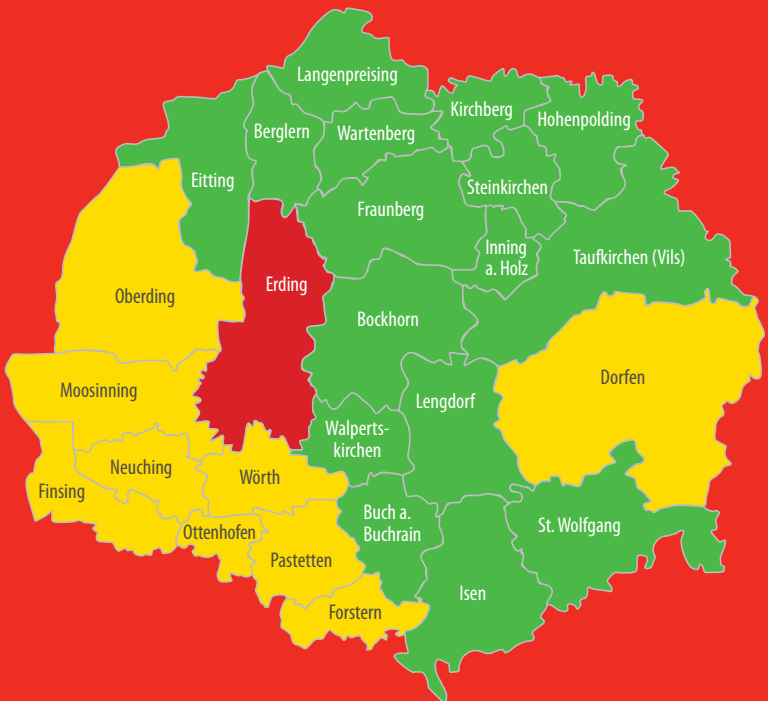 Langenpreising
Kirchberg
Hohenpolding
Berglern
Wartenberg
Eitting
Steinkirchen
Fraunberg
Inning
a. Holz
Taufkirchen (Vils)
Erding
Oberding
Bockhorn
Dorfen
Moosinning
Lengdorf
Walperts-
kirchen
Neuching
Wörth
Finsing
Buch a.
Buchrain
St. Wolfgang
Ottenhofen
Pastetten
Isen
Forstern